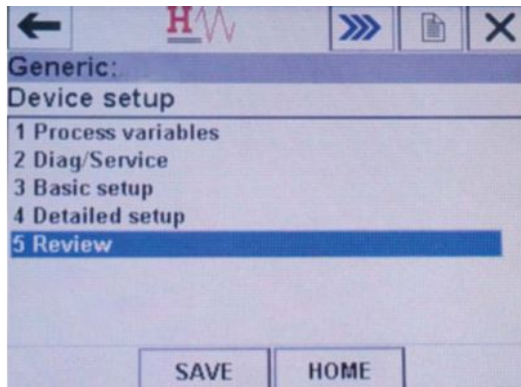 H
Generic:
Device setup
1 Process variables
2 Diag/Service
3 Basic setup
4 Detailed setup
5 Review
SAVE HOME